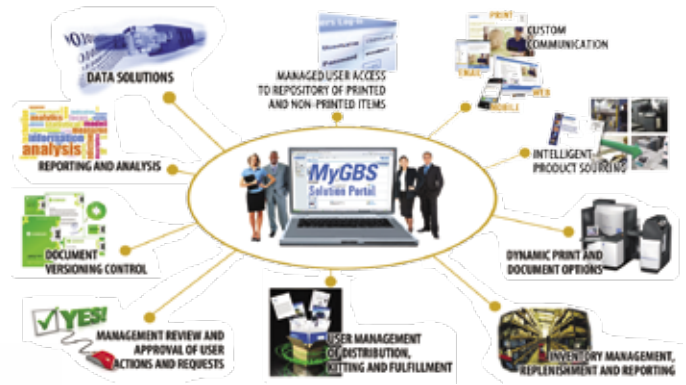 DATA SOLUTIONS
MANAGED USER ACCESS
TO REPOSITORY OF PRINTED
AND NON-PRINTED ITEMS
PRINT
CUSTOM
COMMUNICATION
EMAIL
WEB
MOBILE
analytics
information
analysis
REPORTING AND ANALYSIS
MyGBS
Solution Portal
INTELLIGENT
PRODUCT SOURCING
DOCUMENT
VERSIONING CONTROL
DYNAMIC PRINT AND
DOCUMENT OPTIONS
YES!
MANAGEMENT REVIEW AND
APPROVAL OF USER
ACTIONS AND REQUESTS
USER MANAGEMENT
OF DISTRIBUTION,
KITTING AND FULFILLMENT
INVENTORY MANAGEMENT,
REPLENISHMENT AND REPORTING